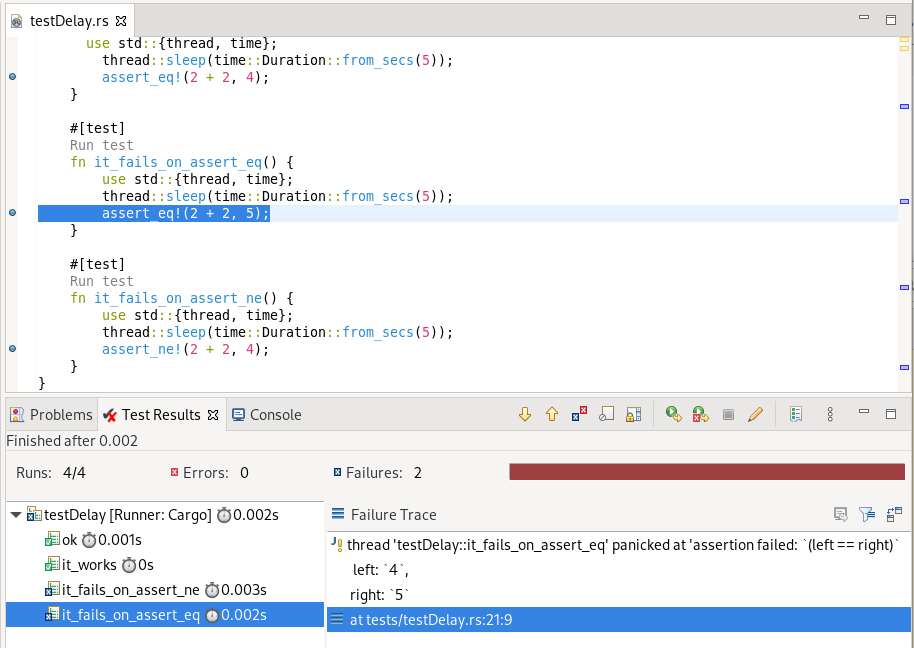 testDelay.rs
use std::{thread, time};
thread::sleep(time::Duration::from_secs(5));
assert_eq!(2 + 2, 4);
}
#[test]
Run test
fn it_fails_on_assert_eq() {
use std::{thread, time};
thread::sleep(time::Duration::from_secs(5));
assert_eq!(2 + 2, 5);
}
#[test]
Run test
fn it_fails_on_assert_ne() {
use std::{thread, time};
thread::sleep(time::Duration::from_secs(5));
assert_ne!(2 + 2, 4);
}
}
Problems Test Results Console
Finished after 0.002
Runs: 4/4 Errors: 0 Failures: 2
testDelay [Runner: Cargo] 0.002s
ok 0.001s
it_works 0s
it_fails_on_assert_ne 0.003s
it_fails_on_assert_eq 0.002s
Failure Trace
thread 'testDelay::it_fails_on_assert_eq' panicked at 'assertion failed: `(left == right)`
left: `4`,
right: `5`
at tests/testDelay.rs:21:9